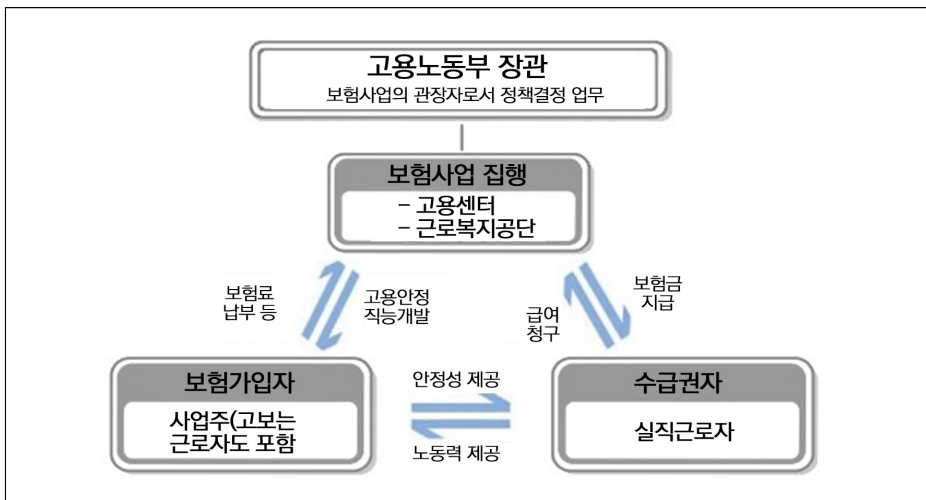 고용노동부 장관
보험사업의 관장자로서 정책결정 업무
보험사업 집행
- 고용센터
- 근로복지공단
보험료
납부 등
고용안정
직능개발
급여
청구
보험금
지급
보험가입자
사업주(고보는
근로자도 포함
안정성 제공
노동력 제공
수급권자
실직근로자